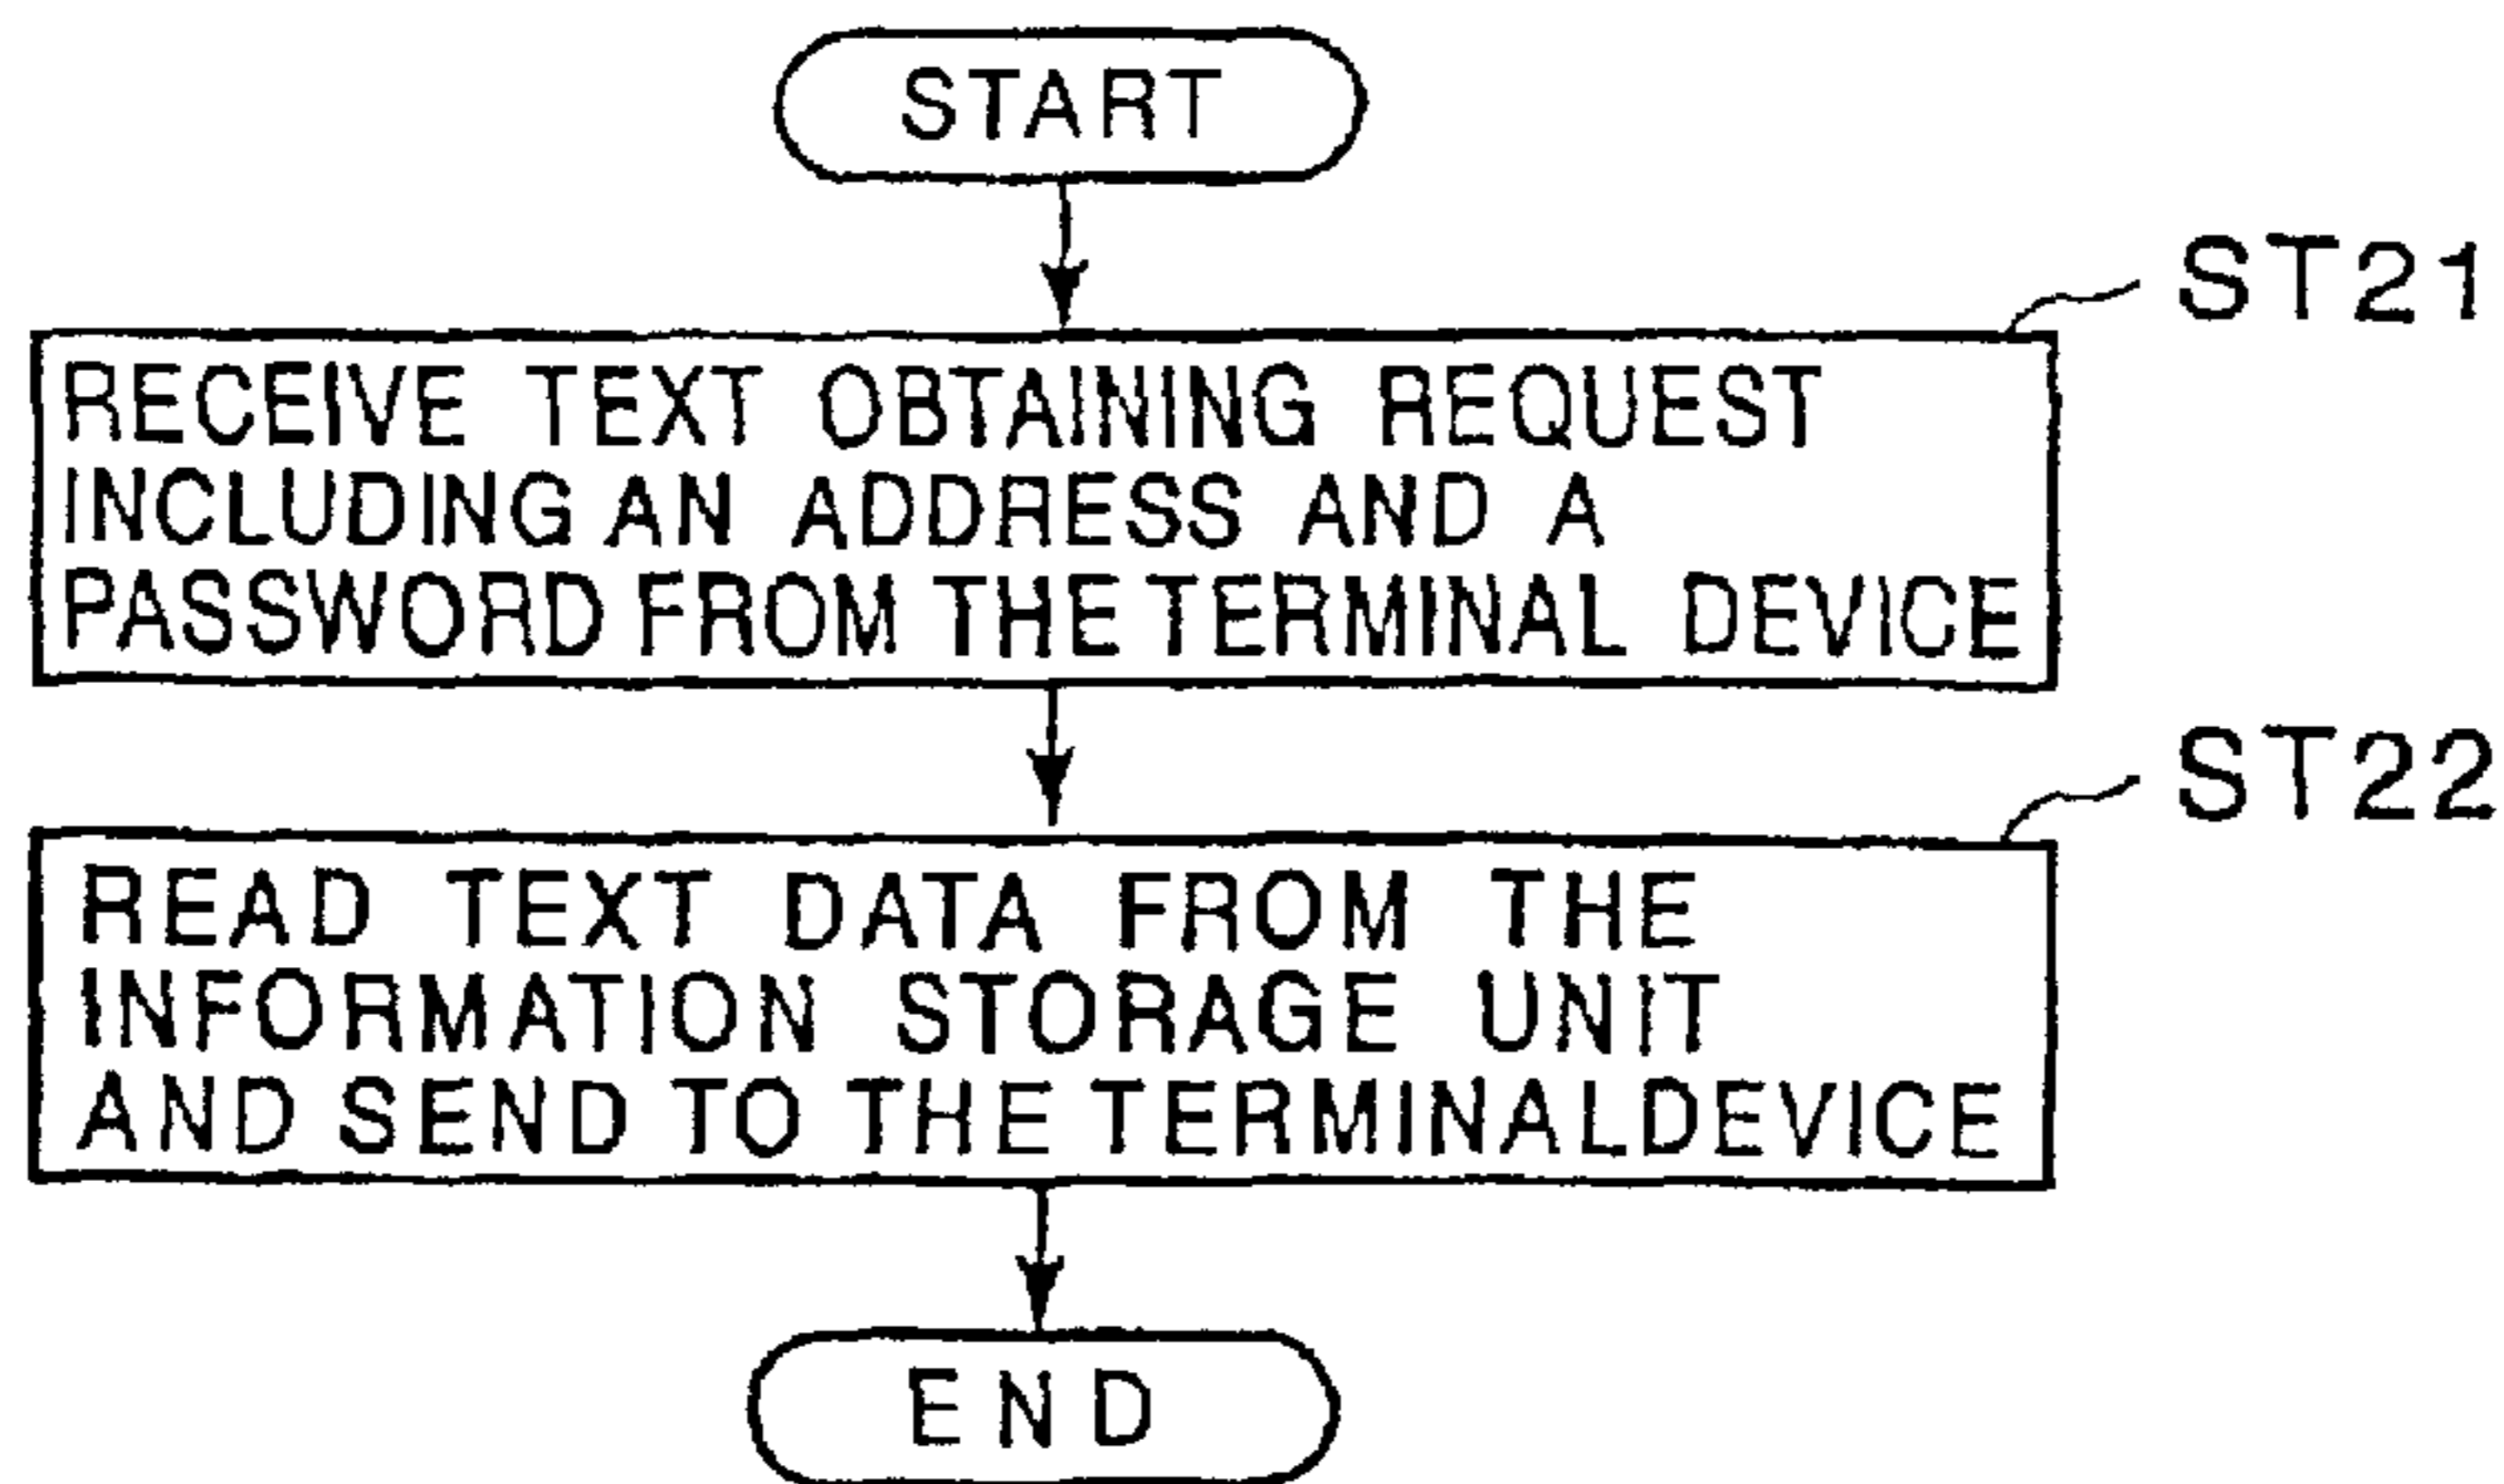 START
ST21
RECEIVE TEXT OBTAINING REQUEST
INCLUDING AN ADDRESS AND A
PASSWORD FROM THE TERMINAL DEVICE
ST22
READ TEXT DATA FROM THE
INFORMATION STORAGE UNIT
AND SEND TO THE TERMINALDEVICE
END